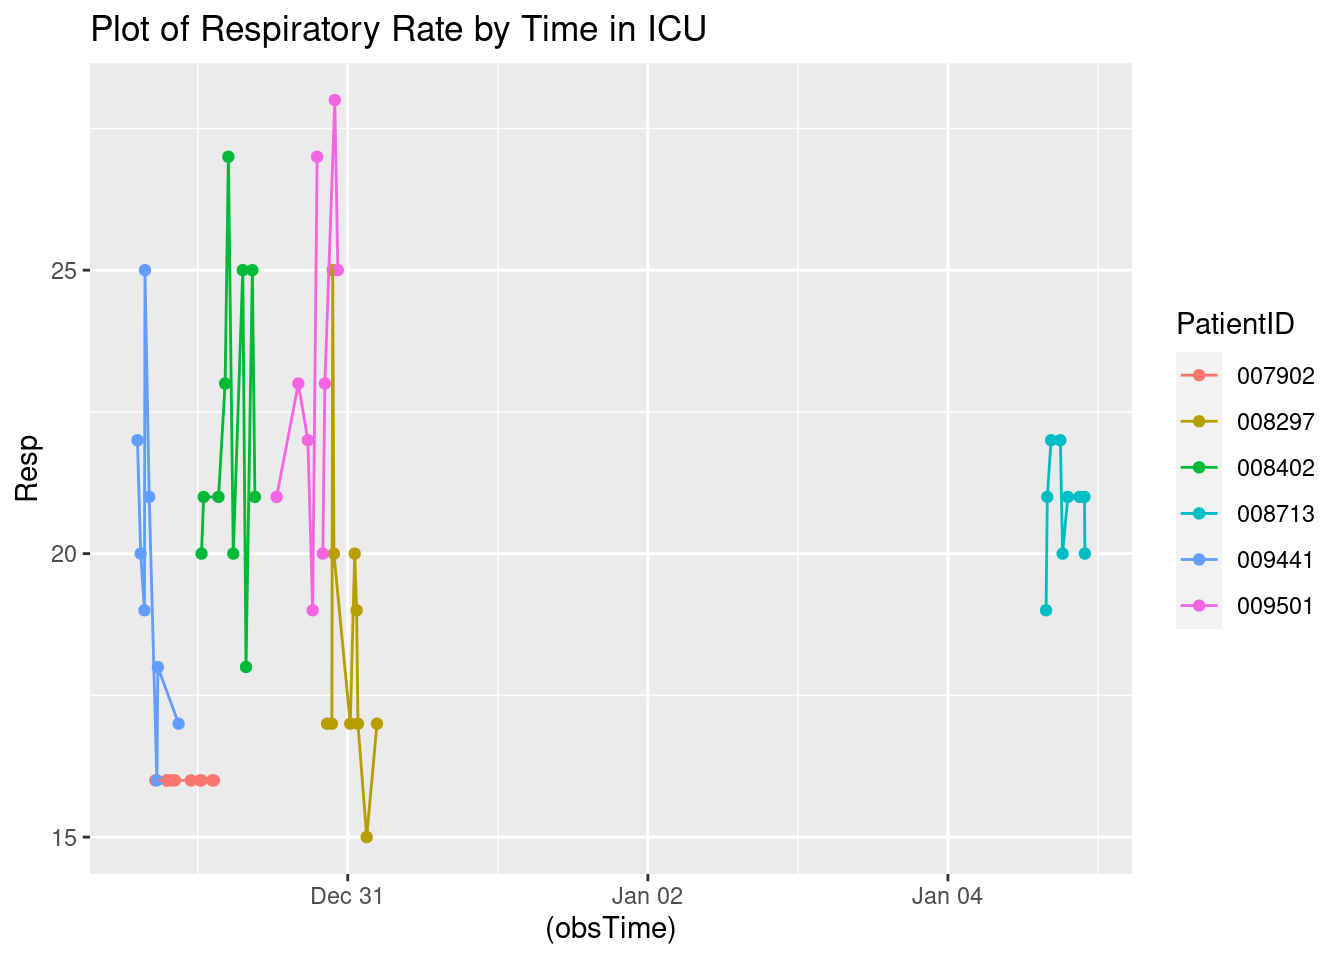 Plot of Respiratory Rate by Time in ICU
Resp
25
20
15
Dec 31
Jan 02
Jan 04
(obsTime)
PatientID
007902
008297
008402
008713
009441
009501